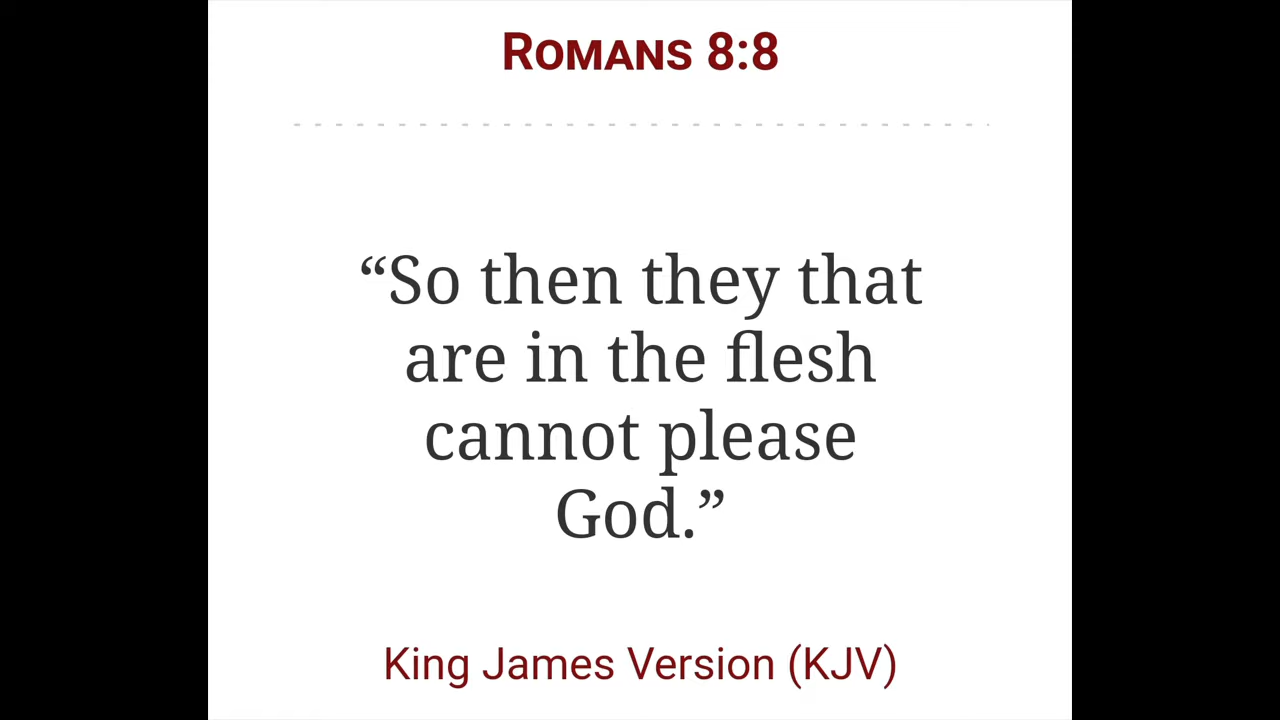 ROMANS 8:8
“So then they that
are in the flesh
cannot please
God.”
King James Version (KJV)